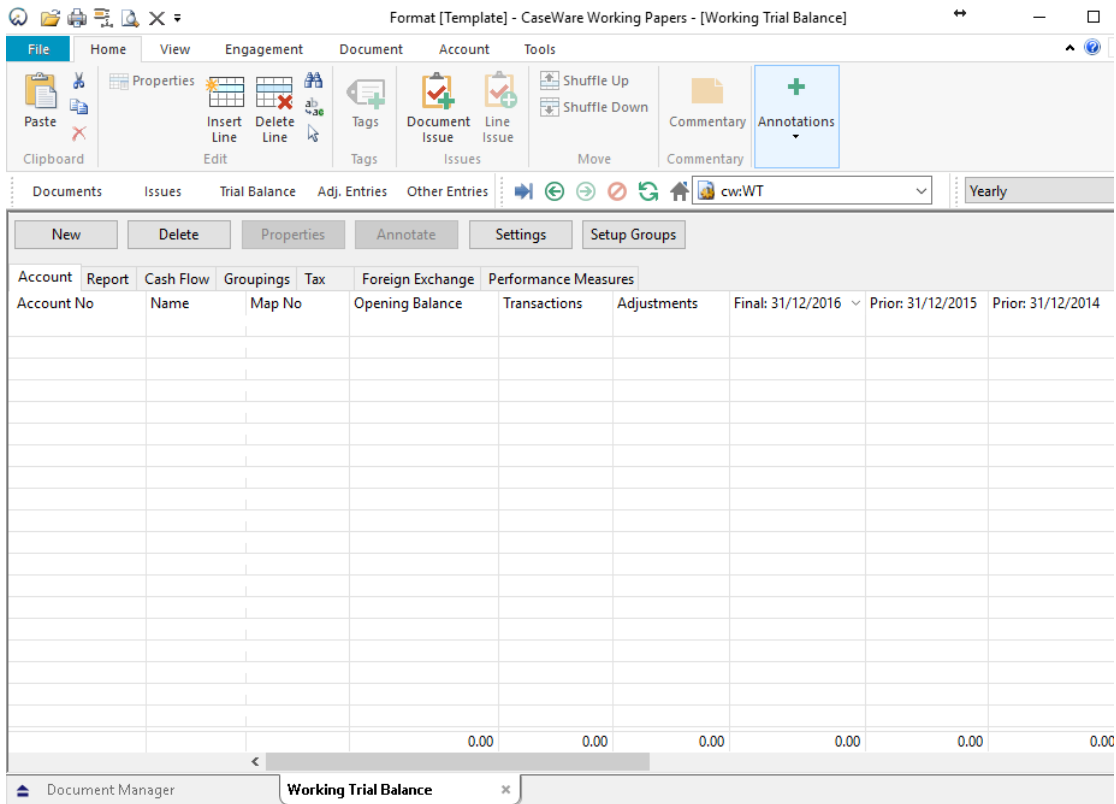 Format [Template] - CaseWare Working Papers - [Working Trial Balance]
File Home View Engagement Document Account Tools
Paste Properties Insert Line Delete Line Tags Document Issue Line Issue Shuffle Up Shuffle Down Commentary Annotations
Clipboard Edit Tags Issues Move Commentary
Documents Issues Trial Balance Adj. Entries Other Entries cw:WT Yearly
New Delete Properties Annotate Settings Setup Groups
Account Report Cash Flow Groupings Tax Foreign Exchange Performance Measures
Account No Name Map No Opening Balance Transactions Adjustments Final: 31/12/2016 Prior: 31/12/2015 Prior: 31/12/2014
0.00 0.00 0.00 0.00 0.00 0.00
Document Manager Working Trial Balance